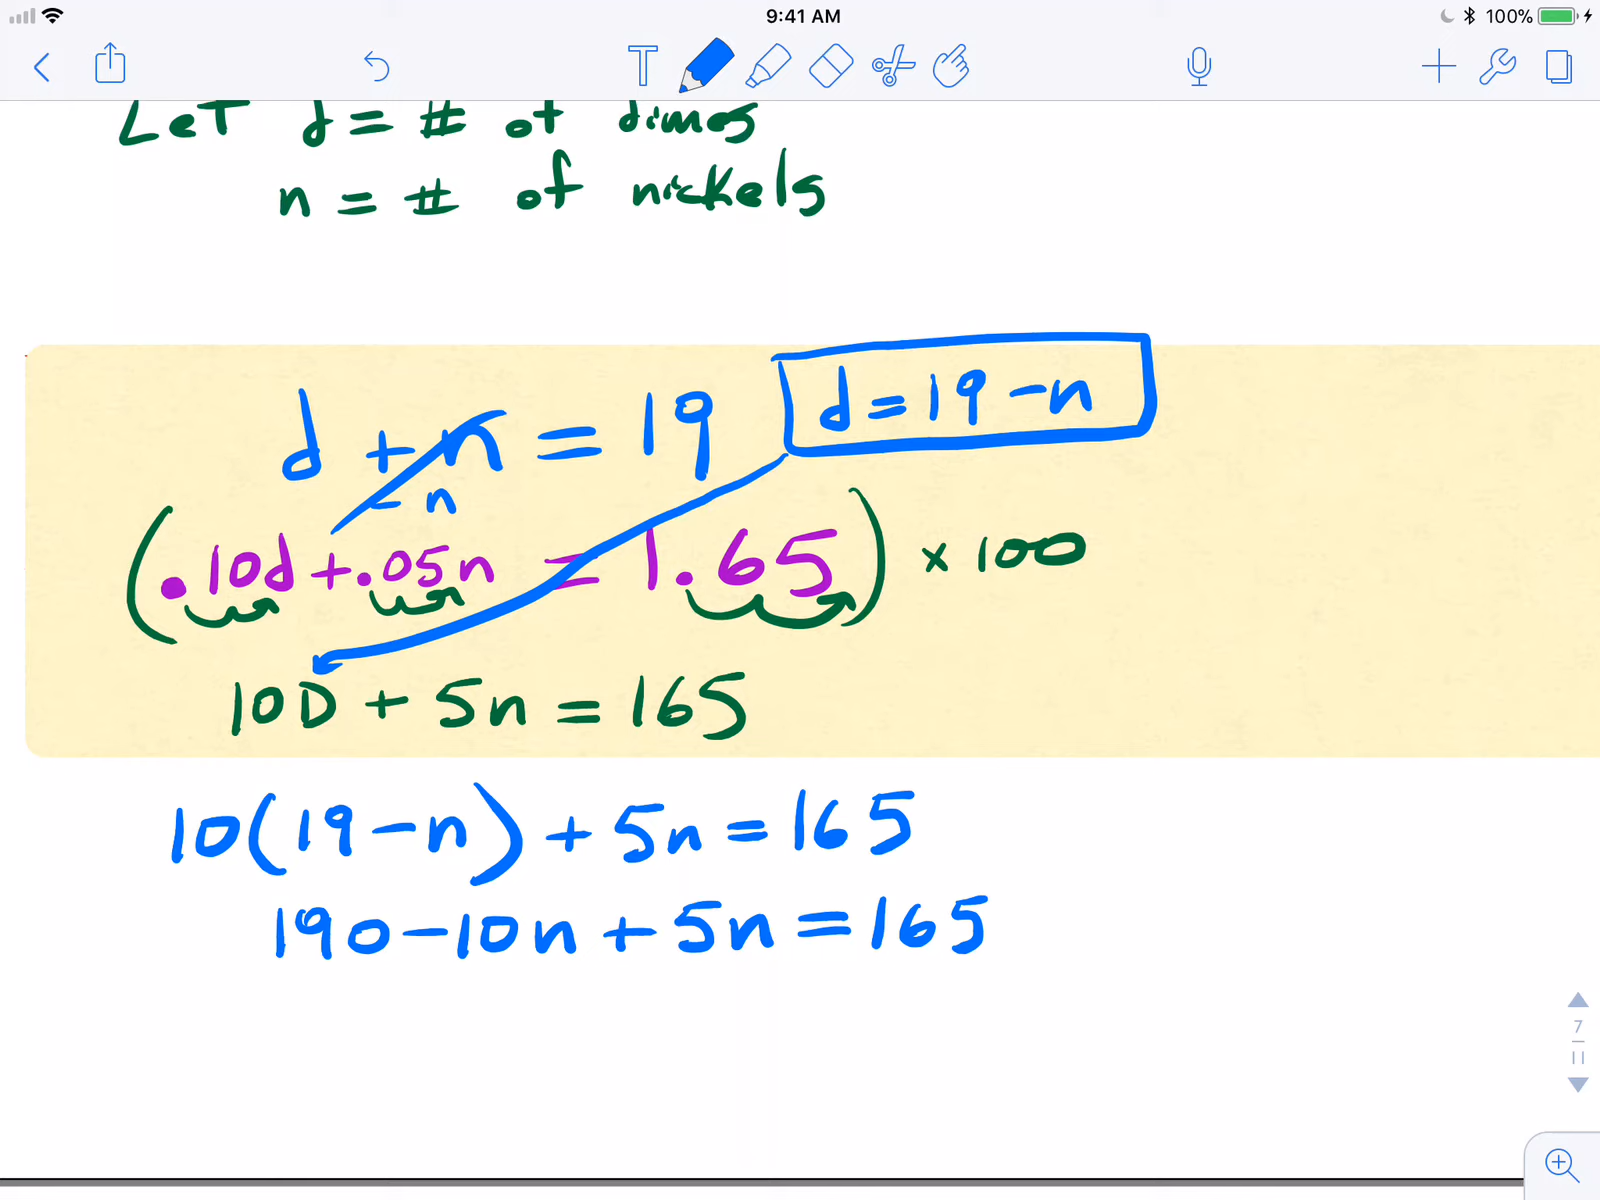 9:41 AM
100%
T
Let d = # of dimes
n = # of nickels
d + n = 19
d = 19 - n
- n
(.10d + .05n = 1.65) x 100
10D + 5n = 165
10(19 - n) + 5n = 165
190 - 10n + 5n = 165
7
11